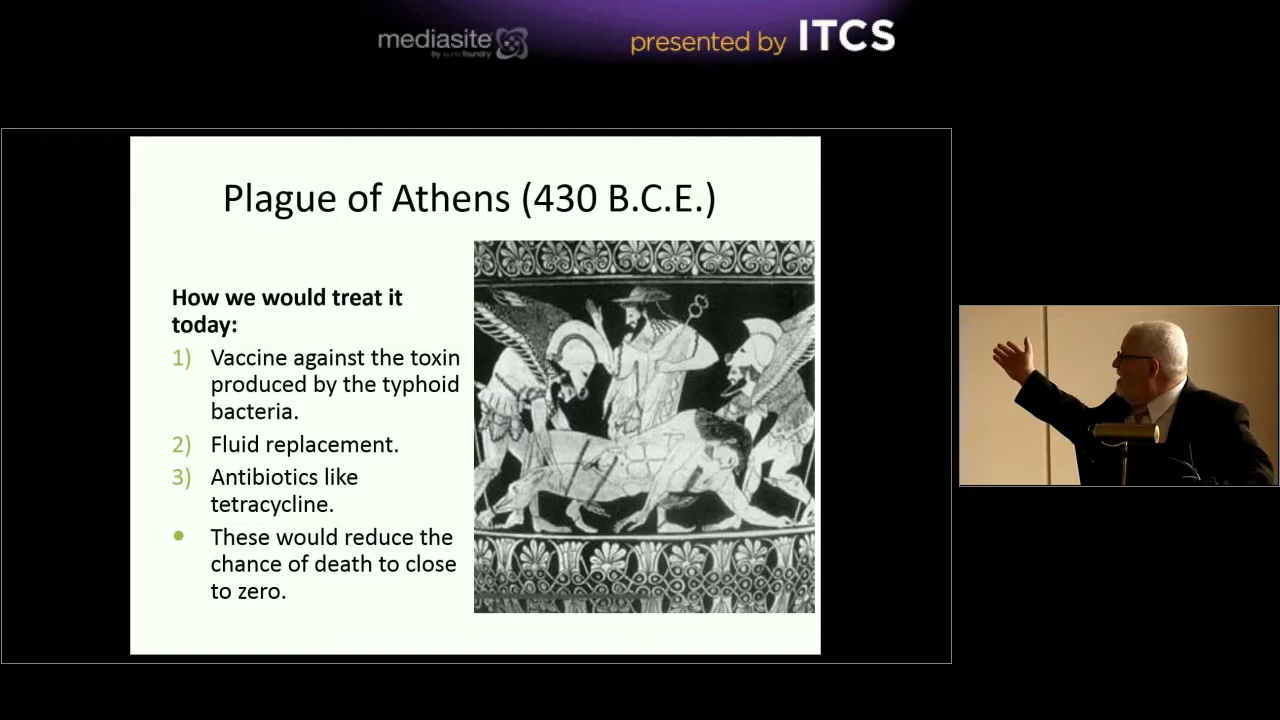 mediasite
by sonicfoundry
presented by ITCS
Plague of Athens (430 B.C.E.)
How we would treat it
today:
1) Vaccine against the toxin
produced by the typhoid
bacteria.
2) Fluid replacement.
3) Antibiotics like
tetracycline.
• These would reduce the
chance of death to close
to zero.